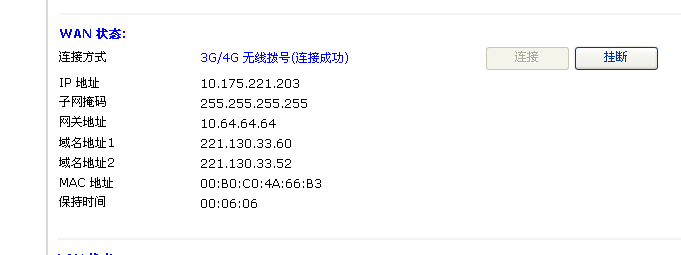 WAN 状态:
连接方式 3G/4G 无线拨号(连接成功) 连接 挂断
IP 地址 10.175.221.203
子网掩码 255.255.255.255
网关地址 10.64.64.64
域名地址1 221.130.33.60
域名地址2 221.130.33.52
MAC 地址 00:B0:C0:4A:66:B3
保持时间 00:06:06